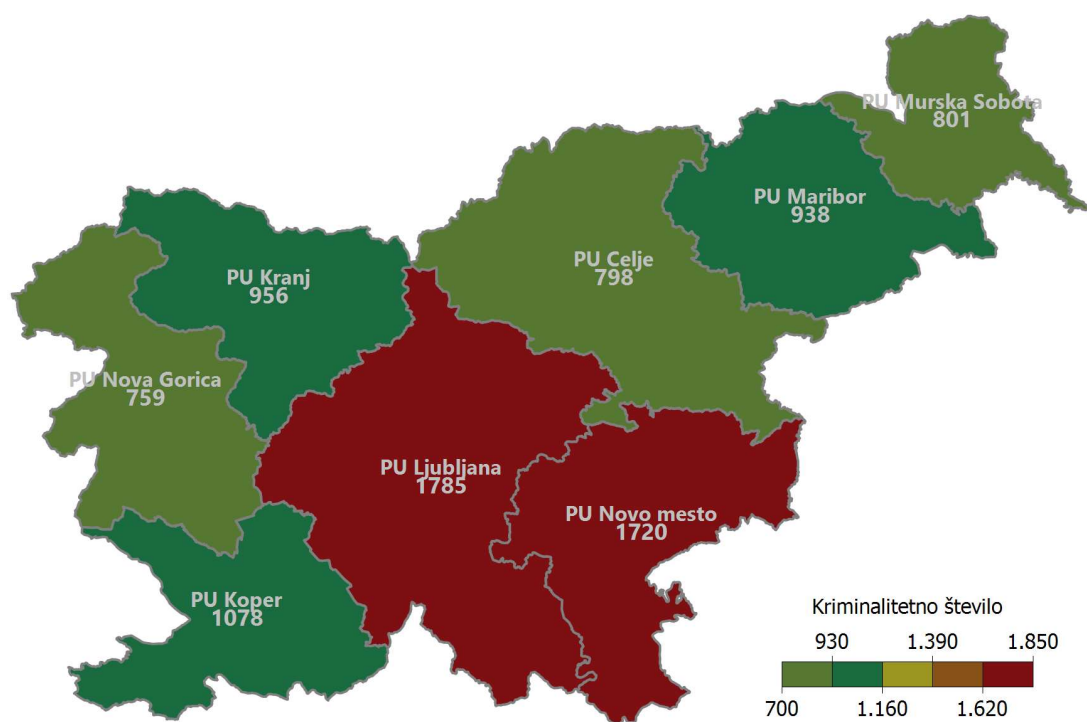 PU Murska Sobota
801
PU Maribor
938
PU Celje
798
PU Kranj
956
PU Nova Gorica
759
PU Ljubljana
1785
PU Novo mesto
1720
PU Koper
1078
Kriminalitetno število
930 1.390 1.850
700 1.160 1.620